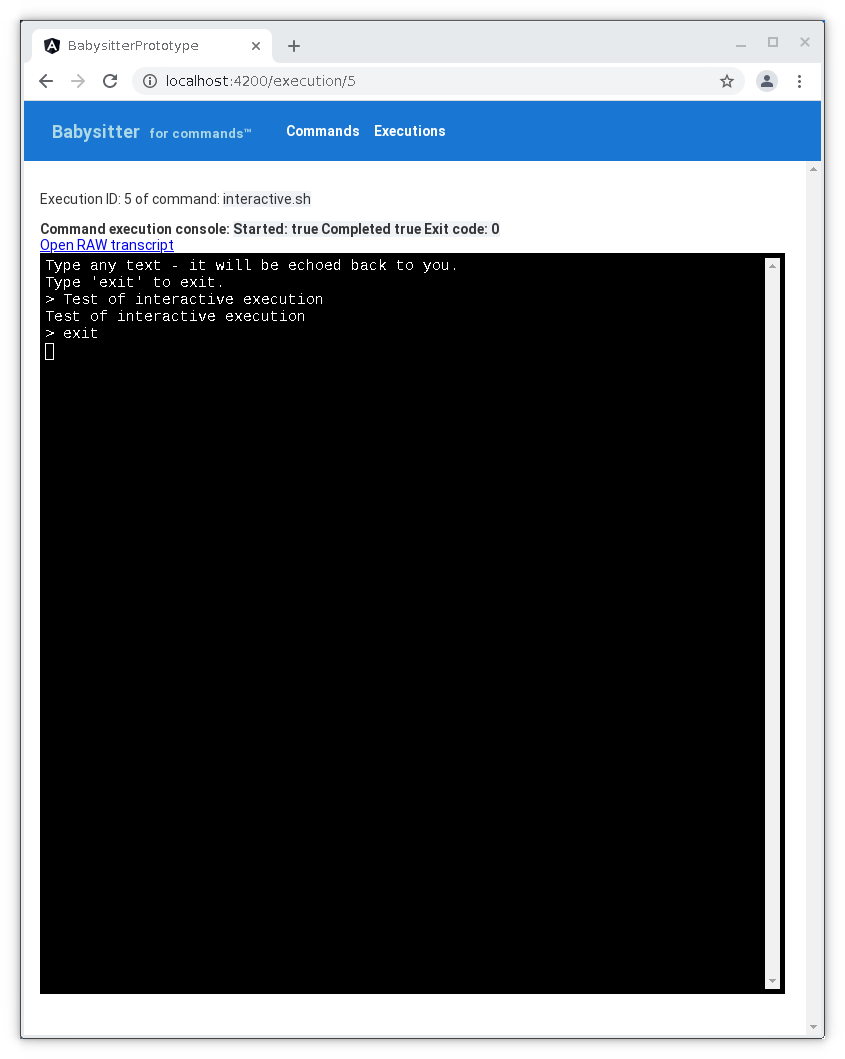 BabysitterPrototype
localhost:4200/execution/5
Babysitter for commands™ Commands Executions
Execution ID: 5 of command: interactive.sh
Command execution console: Started: true Completed true Exit code: 0
Open RAW transcript
Type any text - it will be echoed back to you.
Type 'exit' to exit.
> Test of interactive execution
Test of interactive execution
> exit